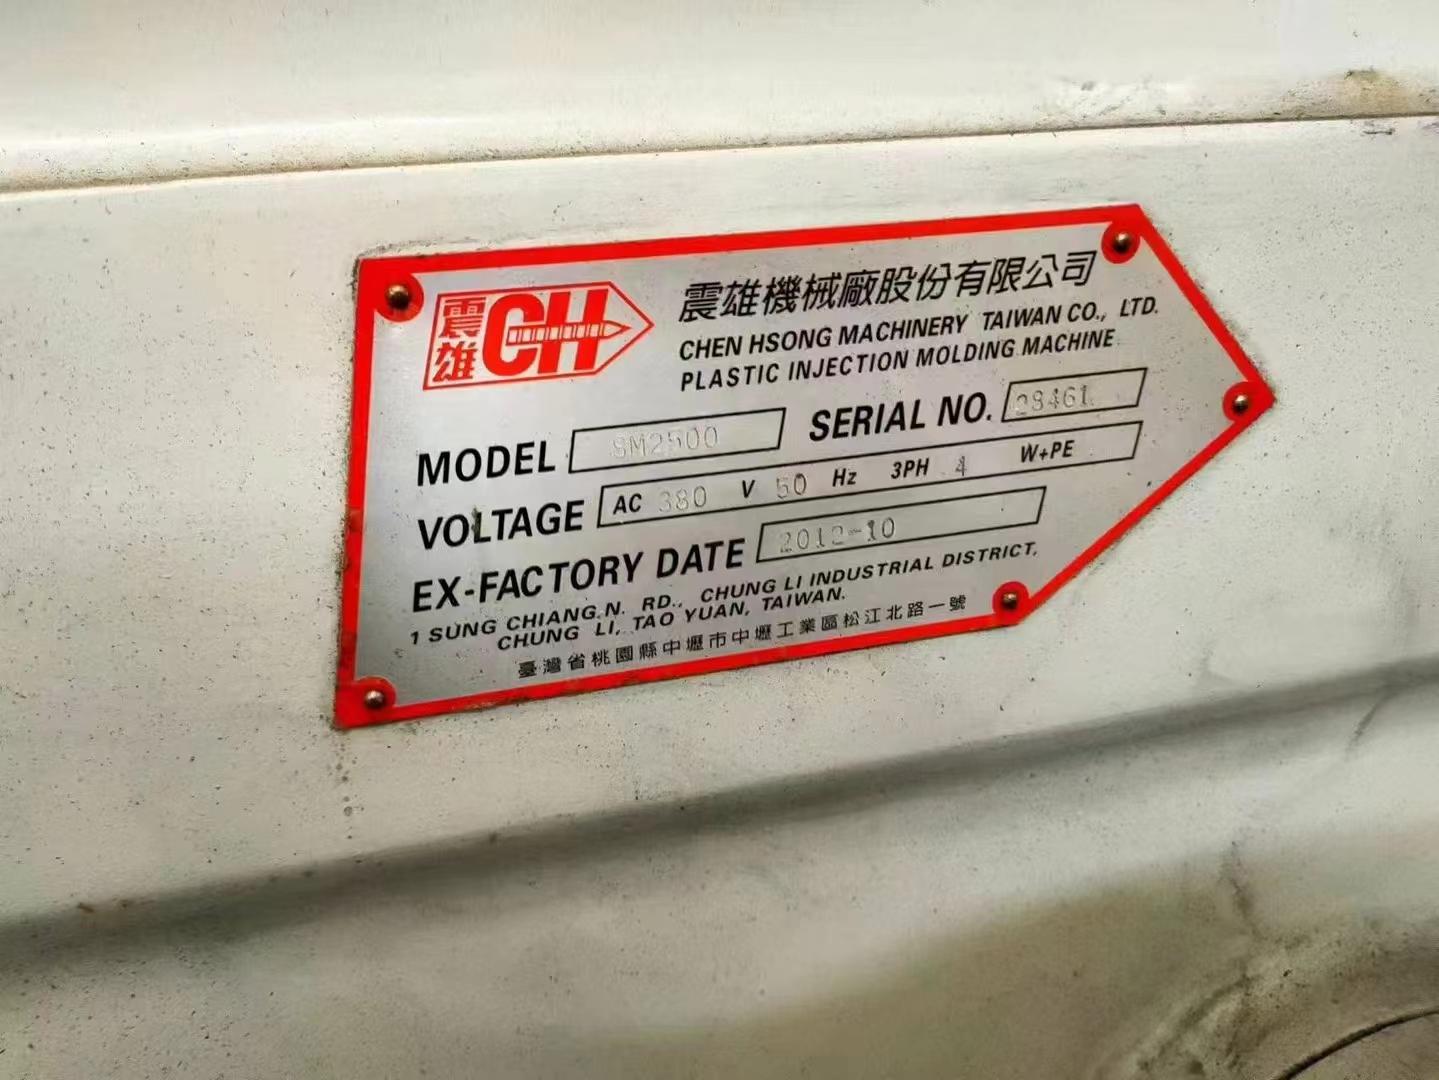 震雄 CH
震雄機械廠股份有限公司
CHEN HSONG MACHINERY TAIWAN CO., LTD.
PLASTIC INJECTION MOLDING MACHINE
MODEL SM2500 SERIAL NO. 28461
VOLTAGE AC 380 V 50 Hz 3PH 4 W+PE
EX-FACTORY DATE 2012-10
1 SUNG CHIANG.N. RD., CHUNG LI INDUSTRIAL DISTRICT,
CHUNG LI, TAO YUAN, TAIWAN.
臺灣省桃園縣中壢市中壢工業區松江北路一號